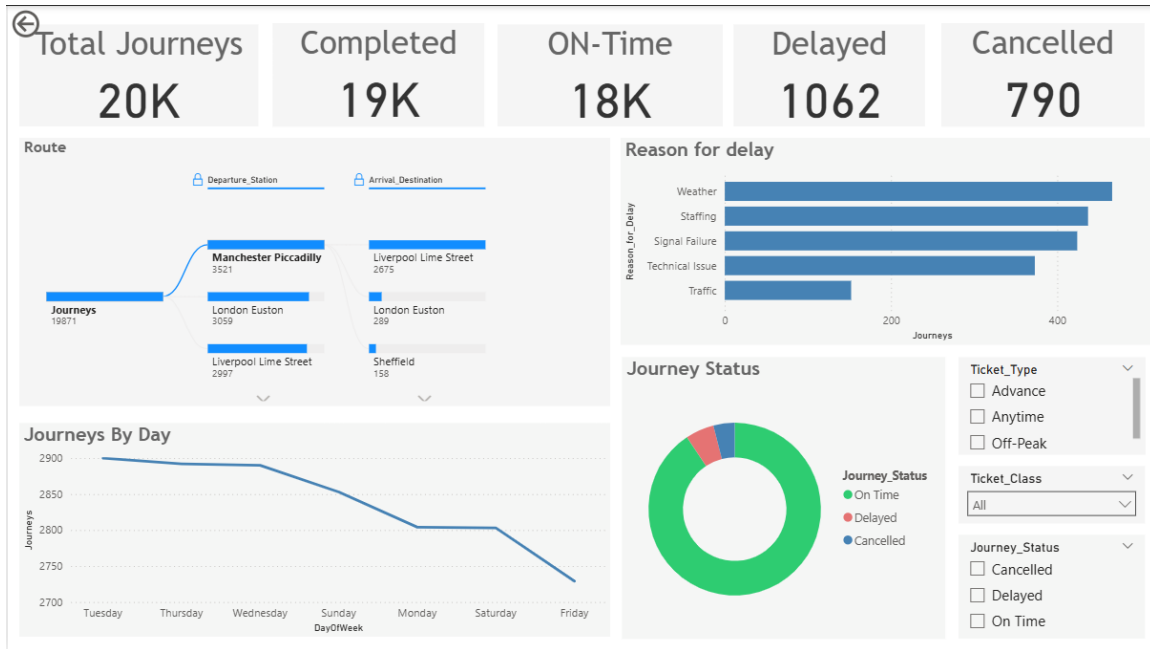 Total Journeys
20K
Completed
19K
ON-Time
18K
Delayed
1062
Cancelled
790
Route
Departure_Station
Arrival_Destination
Journeys
19871
Manchester Piccadilly
3521
London Euston
3059
Liverpool Lime Street
2997
Liverpool Lime Street
2675
London Euston
289
Sheffield
158
Reason for delay
Reason_for_Delay
Weather
Staffing
Signal Failure
Technical Issue
Traffic
0
200
400
Journeys
Journeys By Day
Journeys
2900
2850
2800
2750
2700
Tuesday
Thursday
Wednesday
Sunday
Monday
Saturday
Friday
DayOfWeek
Journey Status
Journey_Status
On Time
Delayed
Cancelled
Ticket_Type
Advance
Anytime
Off-Peak
Ticket_Class
All
Journey_Status
Cancelled
Delayed
On Time